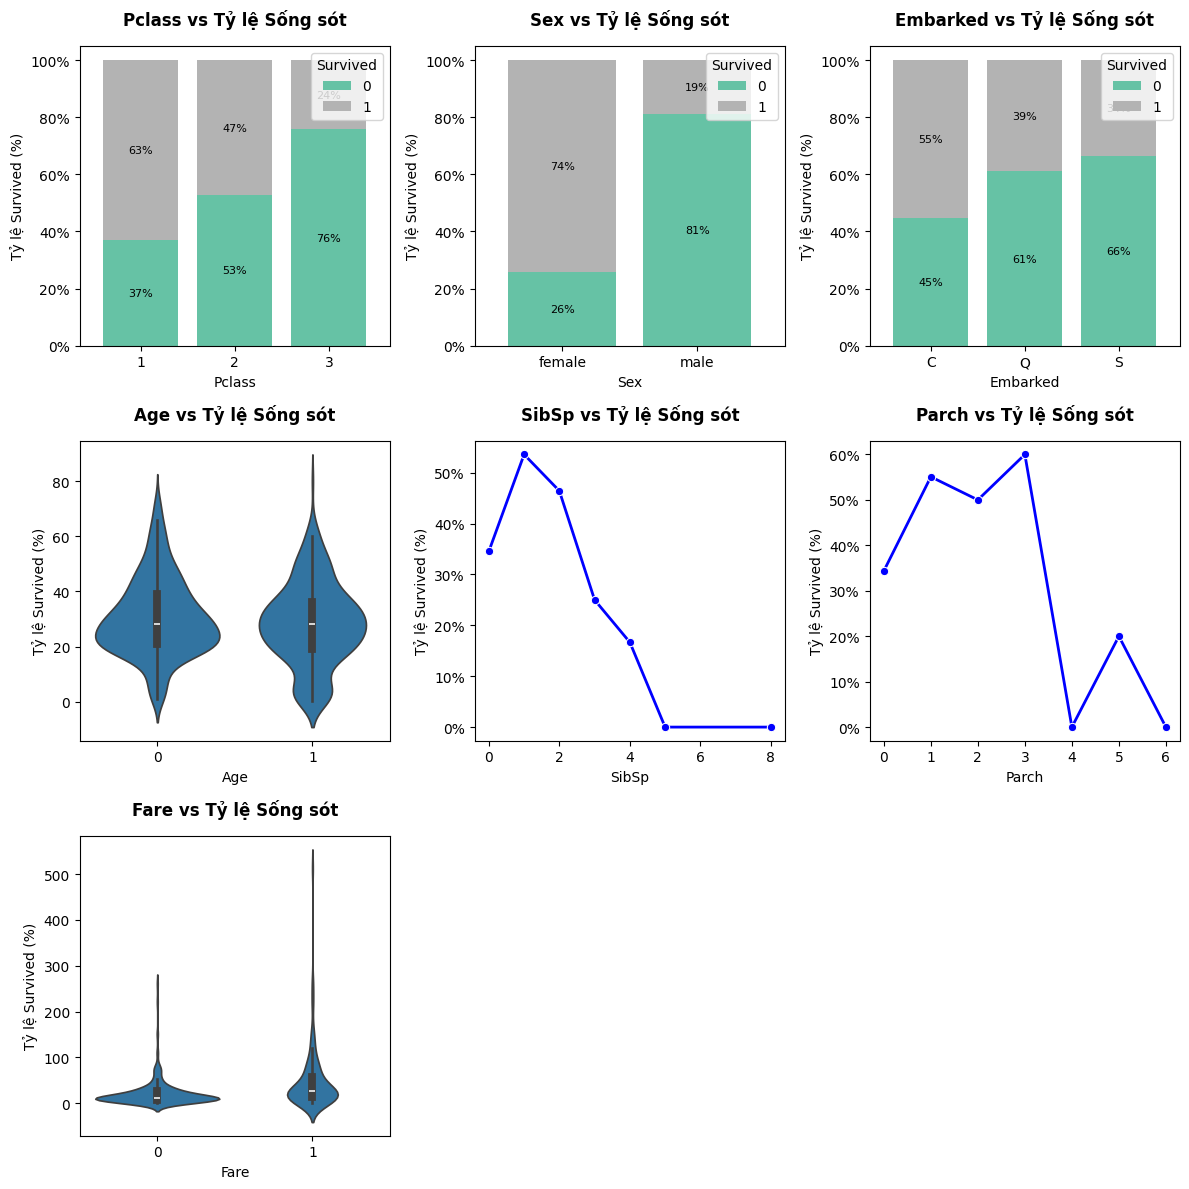 Pclass vs Tỷ lệ Sống sót
Tỷ lệ Survived (%)
100%
80%
60%
40%
20%
0%
63%
37%
47%
53%
24%
76%
Survived
0
1
1
2
3
Pclass
Sex vs Tỷ lệ Sống sót
Tỷ lệ Survived (%)
100%
80%
60%
40%
20%
0%
74%
26%
19%
81%
Survived
0
1
female
male
Sex
Embarked vs Tỷ lệ Sống sót
Tỷ lệ Survived (%)
100%
80%
60%
40%
20%
0%
55%
45%
39%
61%
66%
Survived
0
1
C
Q
S
Embarked
Age vs Tỷ lệ Sống sót
Tỷ lệ Survived (%)
80
60
40
20
0
0
1
Age
SibSp vs Tỷ lệ Sống sót
Tỷ lệ Survived (%)
50%
40%
30%
20%
10%
0%
0
2
4
6
8
SibSp
Parch vs Tỷ lệ Sống sót
Tỷ lệ Survived (%)
60%
50%
40%
30%
20%
10%
0%
0
1
2
3
4
5
6
Parch
Fare vs Tỷ lệ Sống sót
Tỷ lệ Survived (%)
500
400
300
200
100
0
0
1
Fare